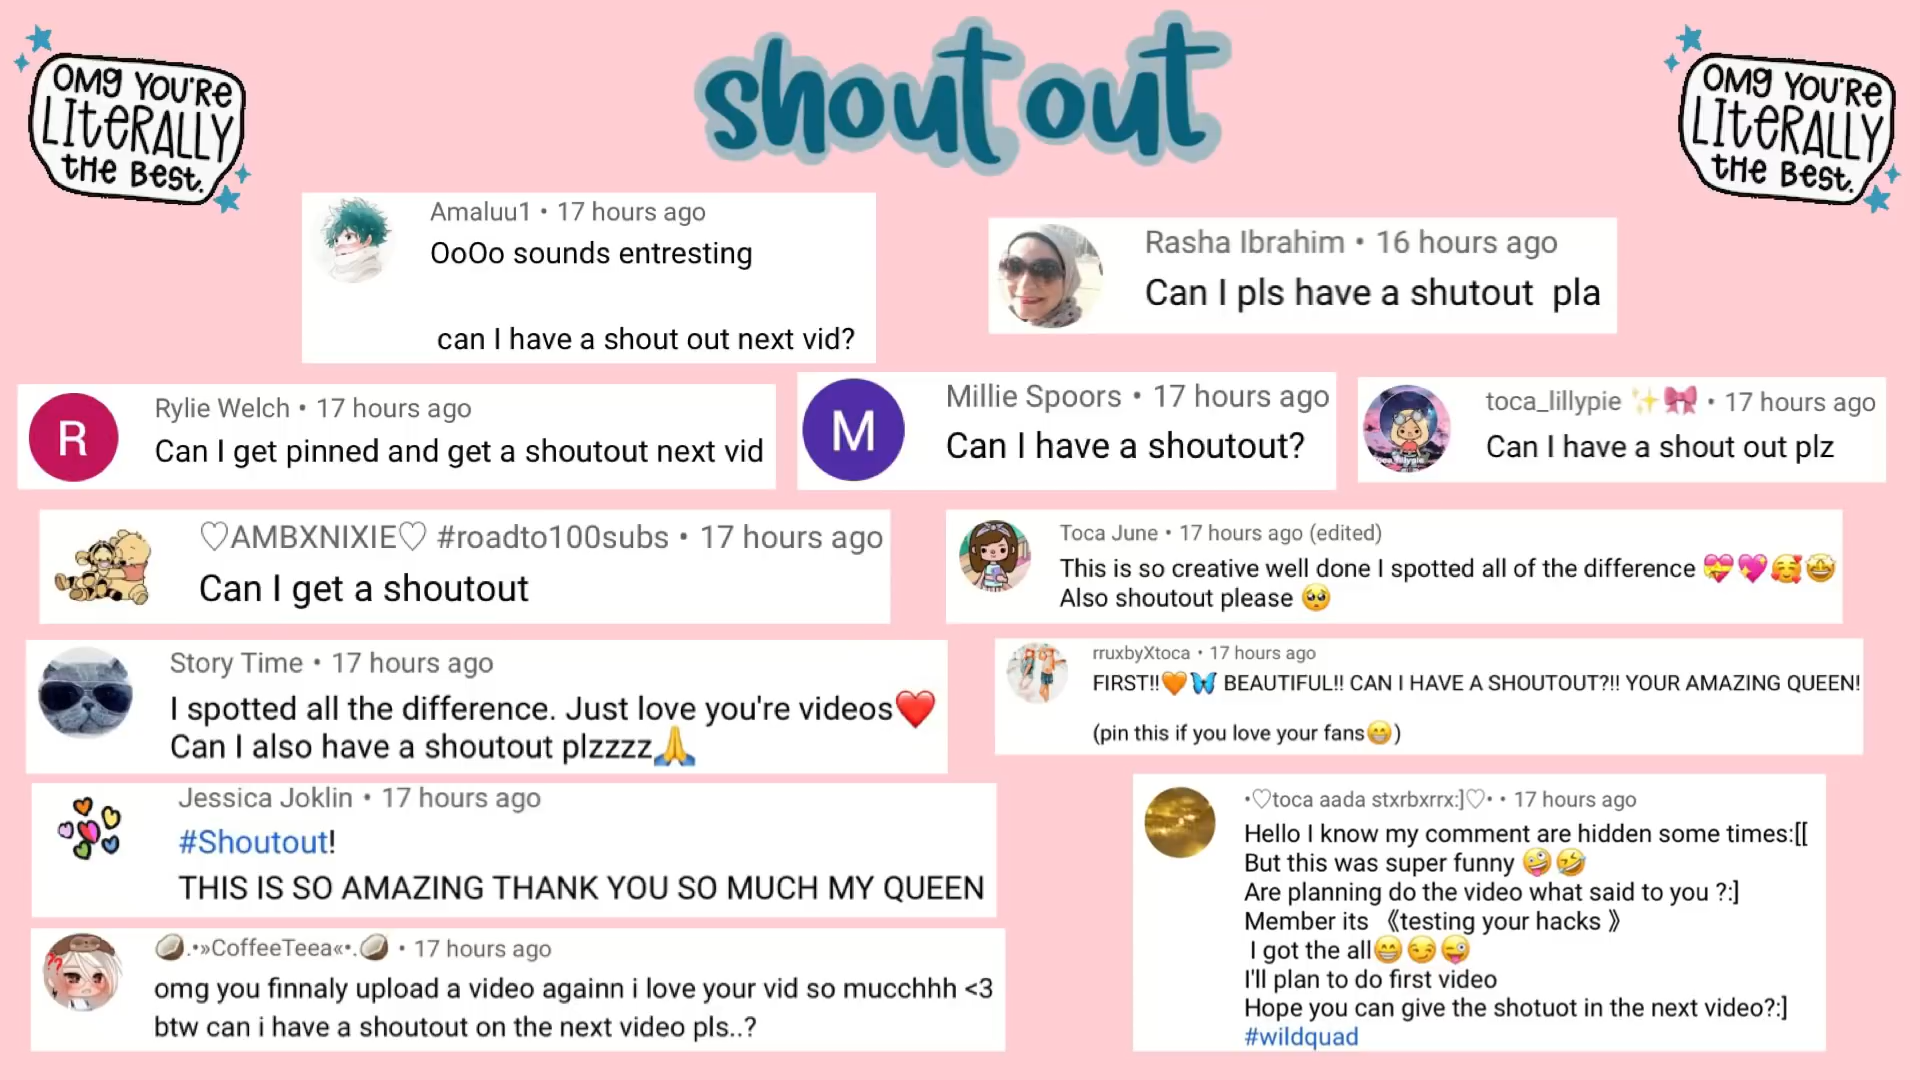 OMG YOU'RE
LITERALLY
THE BEST.
shout out
OMG YOU'RE
LITERALLY
THE BEST.
Amaluu1 • 17 hours ago
OoOo sounds entresting
can I have a shout out next vid?
Rasha Ibrahim • 16 hours ago
Can I pls have a shutout pla
R
Rylie Welch • 17 hours ago
Can I get pinned and get a shoutout next vid
M
Millie Spoors • 17 hours ago
Can I have a shoutout?
toca_lillypie ✨🎀 • 17 hours ago
Can I have a shout out plz
♡AMBXNIXIE♡ #roadto100subs • 17 hours ago
Can I get a shoutout
Toca June • 17 hours ago (edited)
This is so creative well done I spotted all of the difference 💝💖🥰🤩
Also shoutout please 🥺
Story Time • 17 hours ago
I spotted all the difference. Just love you're videos❤️
Can I also have a shoutout plzzzz🙏
rruxbyXtoca • 17 hours ago
FIRST!!🧡🦋 BEAUTIFUL!! CAN I HAVE A SHOUTOUT?!! YOUR AMAZING QUEEN!
(pin this if you love your fans😁)
Jessica Joklin • 17 hours ago
#Shoutout!
THIS IS SO AMAZING THANK YOU SO MUCH MY QUEEN
•♡toca aada stxrbxrrx:]♡• • 17 hours ago
Hello I know my comment are hidden some times:[[
But this was super funny 🤪🤣
Are planning do the video what said to you ?:]
Member its 《testing your hacks 》
I got the all😁😏😜
I'll plan to do first video
Hope you can give the shotuot in the next video?:]
#wildquad
🥥.•»CoffeeTeea«•.🥥 • 17 hours ago
omg you finnaly upload a video againn i love your vid so mucchhh <3
btw can i have a shoutout on the next video pls..?